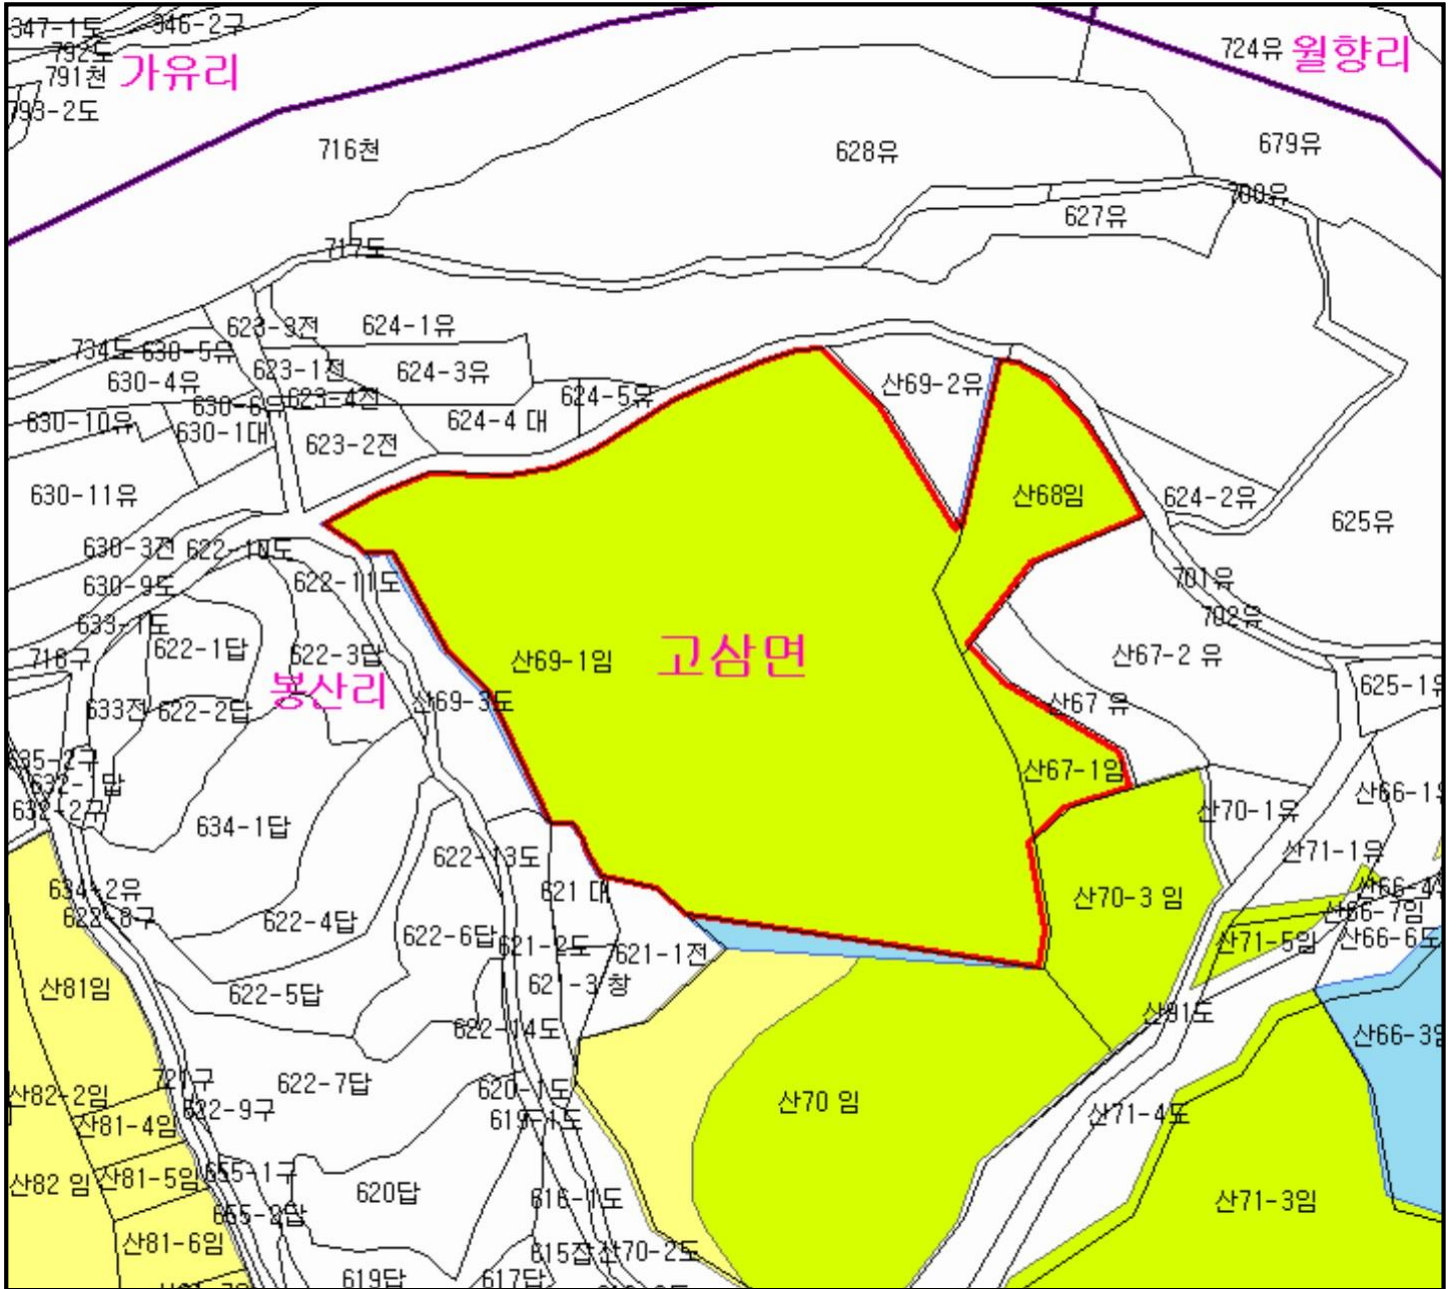 347-1도
346-2구
792도
791천
793-2도
가유리
724유
월향리
716천
628유
679유
700유
627유
717도
623-3전
624-1유
734도
630-5유
623-1전
624-3유
산69-2유
630-4유
630-6유
623-4전
624-5유
630-10유
630-1대
624-4 대
623-2전
630-11유
산68임
624-2유
625유
630-3전
622-10도
622-11도
630-9도
701유
702유
633-1도
622-1답
622-3답
718구
산69-1임
고삼면
산67-2 유
봉산리
산69-3도
625-1유
633전
622-2답
산67 유
635-2구
632-1답
632-2구
산67-1임
산66-1유
634-1답
산70-1유
622-13도
산71-1유
634-2유
621 대
산70-3 임
622-8구
622-4답
622-6답
621-2도
621-1전
산66-7임
산71-5임
산66-6도
산81임
622-5답
621-3 창
산91도
622-14도
산66-3임
721구
622-7답
620-1도
산70 임
산82-2임
622-9구
619-1도
산71-4도
산81-4임
655-1구
산82 임
산81-5임
620답
616-1도
산71-3임
655-2답
산81-6임
615잡
산70-2도
619답
617답